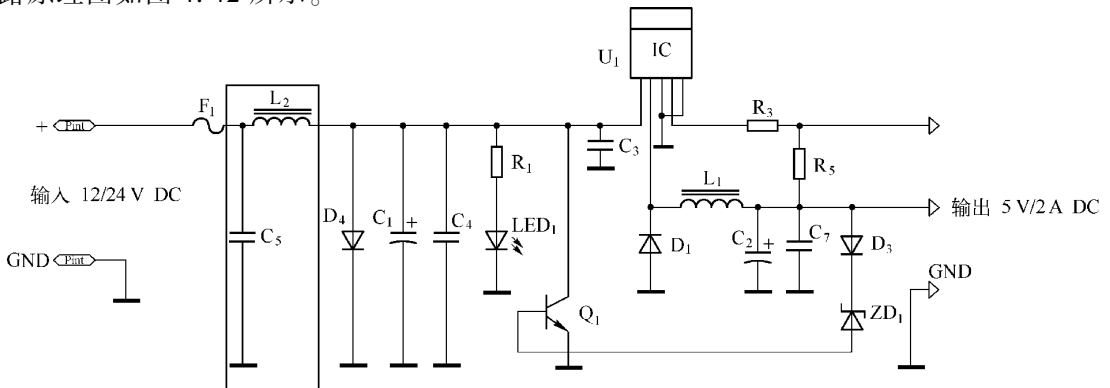 路原理图如图 4.42 所示。
U₁ IC
+ Pint F₁ L₂ R₃
C₃
R₁ R₅
输入 12/24 V DC L₁ 输出 5 V/2 A DC
C₅ D₄ C₁ + C₄ LED₁ D₁ C₂ + C₇ D₃
GND Pint GND
Q₁ ZD₁